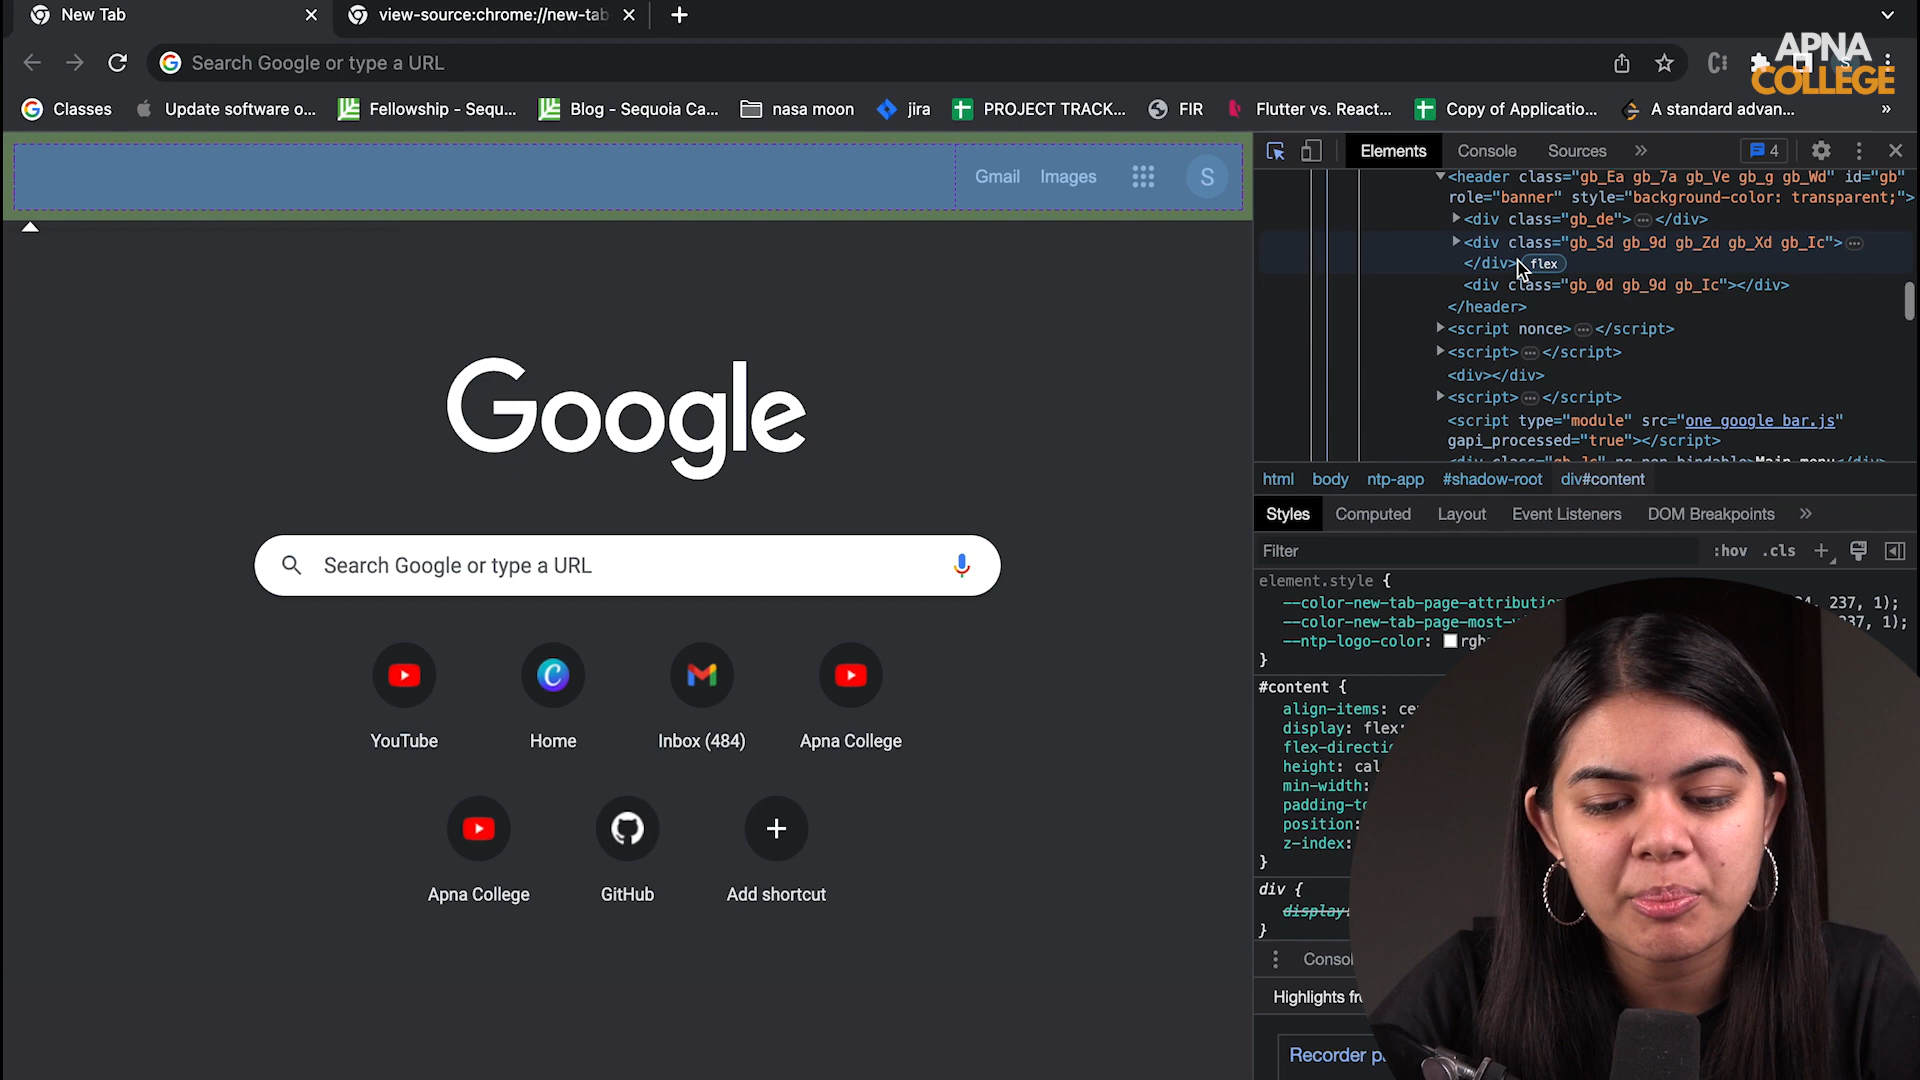 New Tab
view-source:chrome://new-tab
APNA
COLLEGE
Search Google or type a URL
Classes
Update software o...
Fellowship - Sequ...
Blog - Sequoia Ca...
nasa moon
jira
PROJECT TRACK...
FIR
Flutter vs. React...
Copy of Applicatio...
A standard advan...
»
Gmail
Images
S
Google
Search Google or type a URL
YouTube
Home
Inbox (484)
Apna College
Apna College
GitHub
Add shortcut
Elements
Console
Sources
»
4
<header class="gb_Ea gb_7a gb_Ve gb_g gb_Wd" id="gb"
role="banner" style="background-color: transparent;">
<div class="gb_de"> … </div>
<div class="gb_Sd gb_9d gb_Zd gb_Xd gb_Ic"> …
</div> flex
<div class="gb_0d gb_9d gb_Ic"></div>
</header>
<script nonce> … </script>
<script> … </script>
<div></div>
<script> … </script>
<script type="module" src="one_google_bar.js"
gapi_processed="true"></script>
html
body
ntp-app
#shadow-root
div#content
Styles
Computed
Layout
Event Listeners
DOM Breakpoints
»
Filter
:hov
.cls
element.style {
--color-new-tab-page-attributio
237, 1);
--color-new-tab-page-most-v
237, 1);
--ntp-logo-color:
}
#content {
align-items:
display: flex;
flex-directi
height: cal
min-width:
padding-to
position:
z-index:
}
div {
display:
}
Consol
Highlights fr
Recorder p